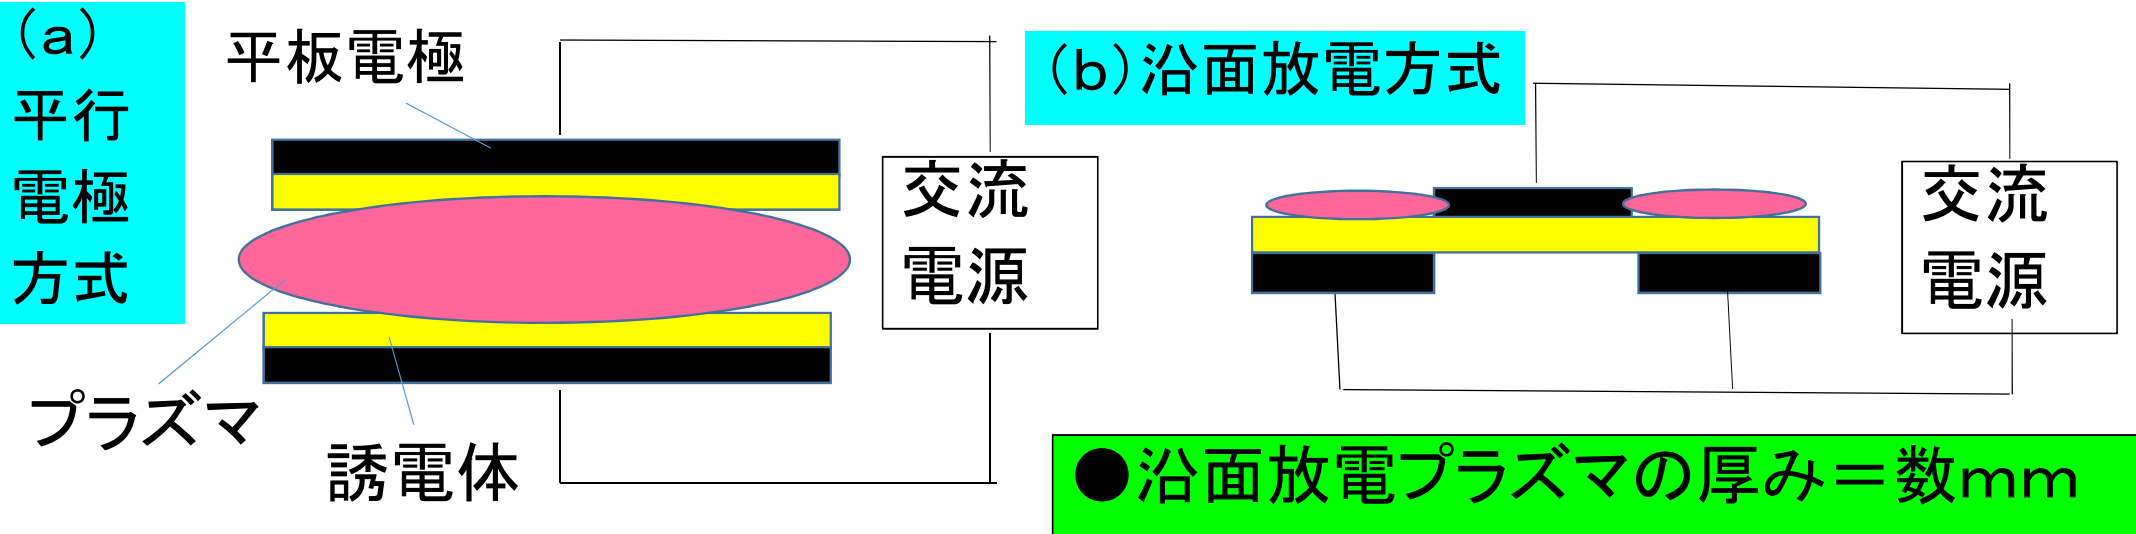 （a）
平行
電極
方式
平板電極
交流
電源
プラズマ
誘電体
（b）沿面放電方式
交流
電源
●沿面放電プラズマの厚み＝数mm